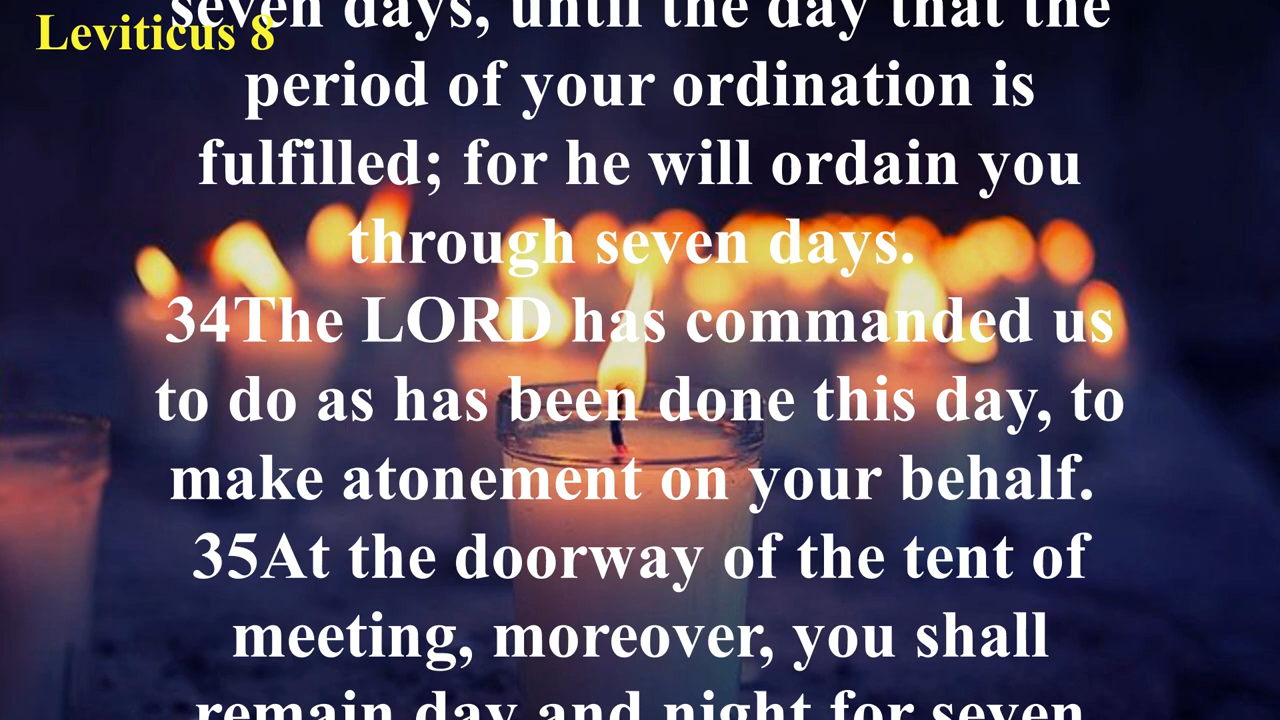 Leviticus 8
seven days, until the day that the
period of your ordination is
fulfilled; for he will ordain you
through seven days.
34The LORD has commanded us
to do as has been done this day, to
make atonement on your behalf.
35At the doorway of the tent of
meeting, moreover, you shall
remain day and night for seven